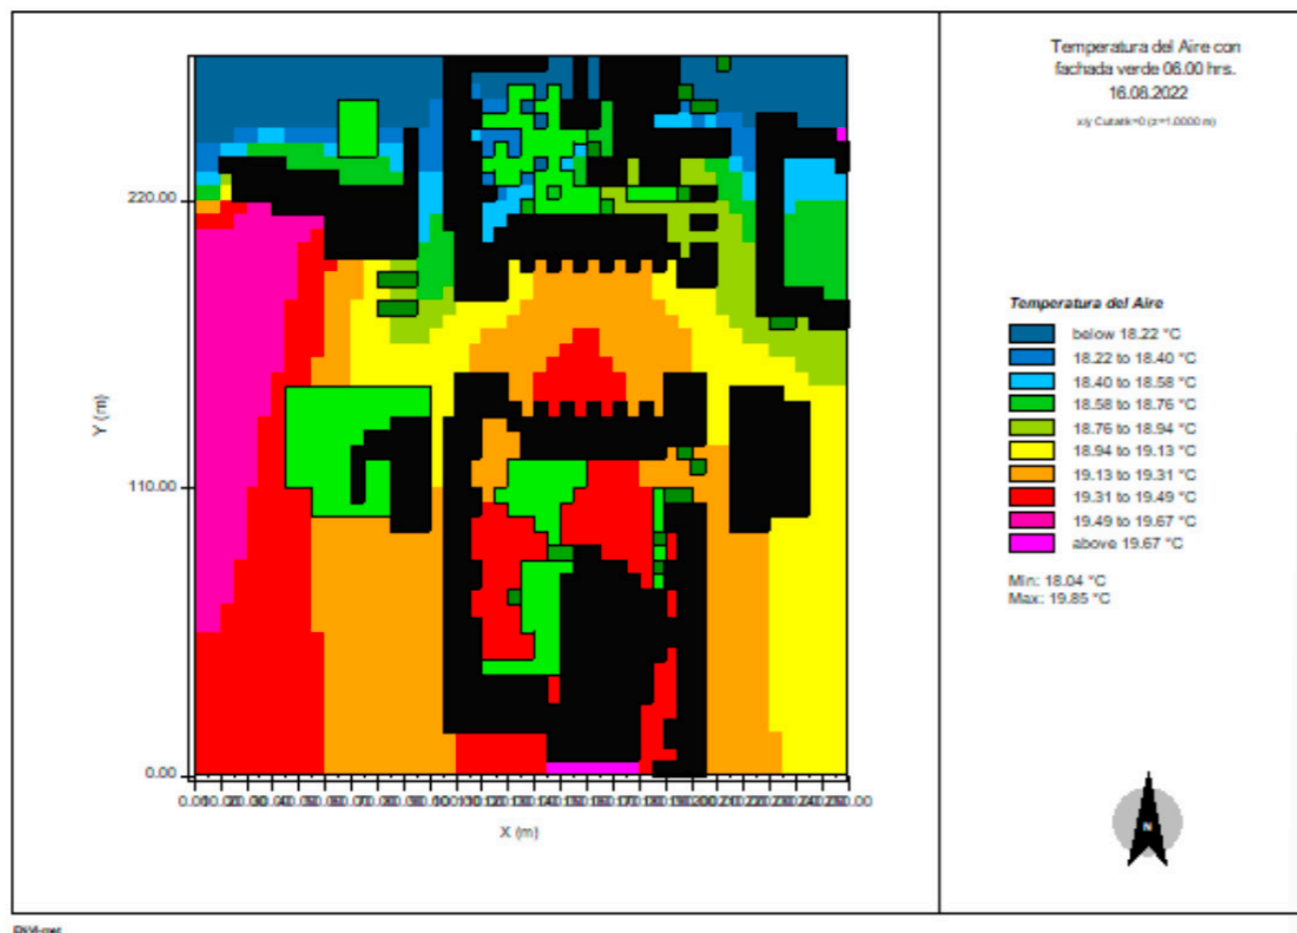 Temperatura del Aire con
fachada verde 06.00 hrs.
16.08.2022
220.00
110.00
0.00
Y (m)
X (m)
Temperatura del Aire
below 18.22 °C
18.22 to 18.40 °C
18.40 to 18.58 °C
18.58 to 18.76 °C
18.76 to 18.94 °C
18.94 to 19.13 °C
19.13 to 19.31 °C
19.31 to 19.49 °C
19.49 to 19.67 °C
above 19.67 °C
Min: 18.04 °C
Max: 19.85 °C
N